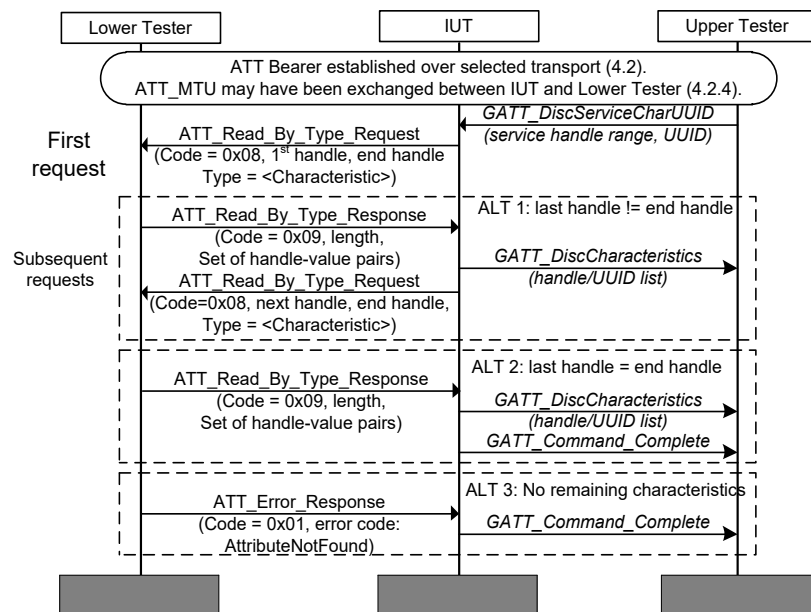 Lower Tester
IUT
Upper Tester
ATT Bearer established over selected transport (4.2).
ATT_MTU may have been exchanged between IUT and Lower Tester (4.2.4).
GATT_DiscServiceCharUUID
(service handle range, UUID)
First
request
ATT_Read_By_Type_Request
(Code = 0x08, 1st handle, end handle
Type = <Characteristic>)
ALT 1: last handle != end handle
ATT_Read_By_Type_Response
(Code = 0x09, length,
Set of handle-value pairs)
Subsequent
requests
GATT_DiscCharacteristics
(handle/UUID list)
ATT_Read_By_Type_Request
(Code=0x08, next handle, end handle,
Type = <Characteristic>)
ALT 2: last handle = end handle
ATT_Read_By_Type_Response
(Code = 0x09, length,
Set of handle-value pairs)
GATT_DiscCharacteristics
(handle/UUID list)
GATT_Command_Complete
ALT 3: No remaining characteristics
ATT_Error_Response
(Code = 0x01, error code:
AttributeNotFound)
GATT_Command_Complete